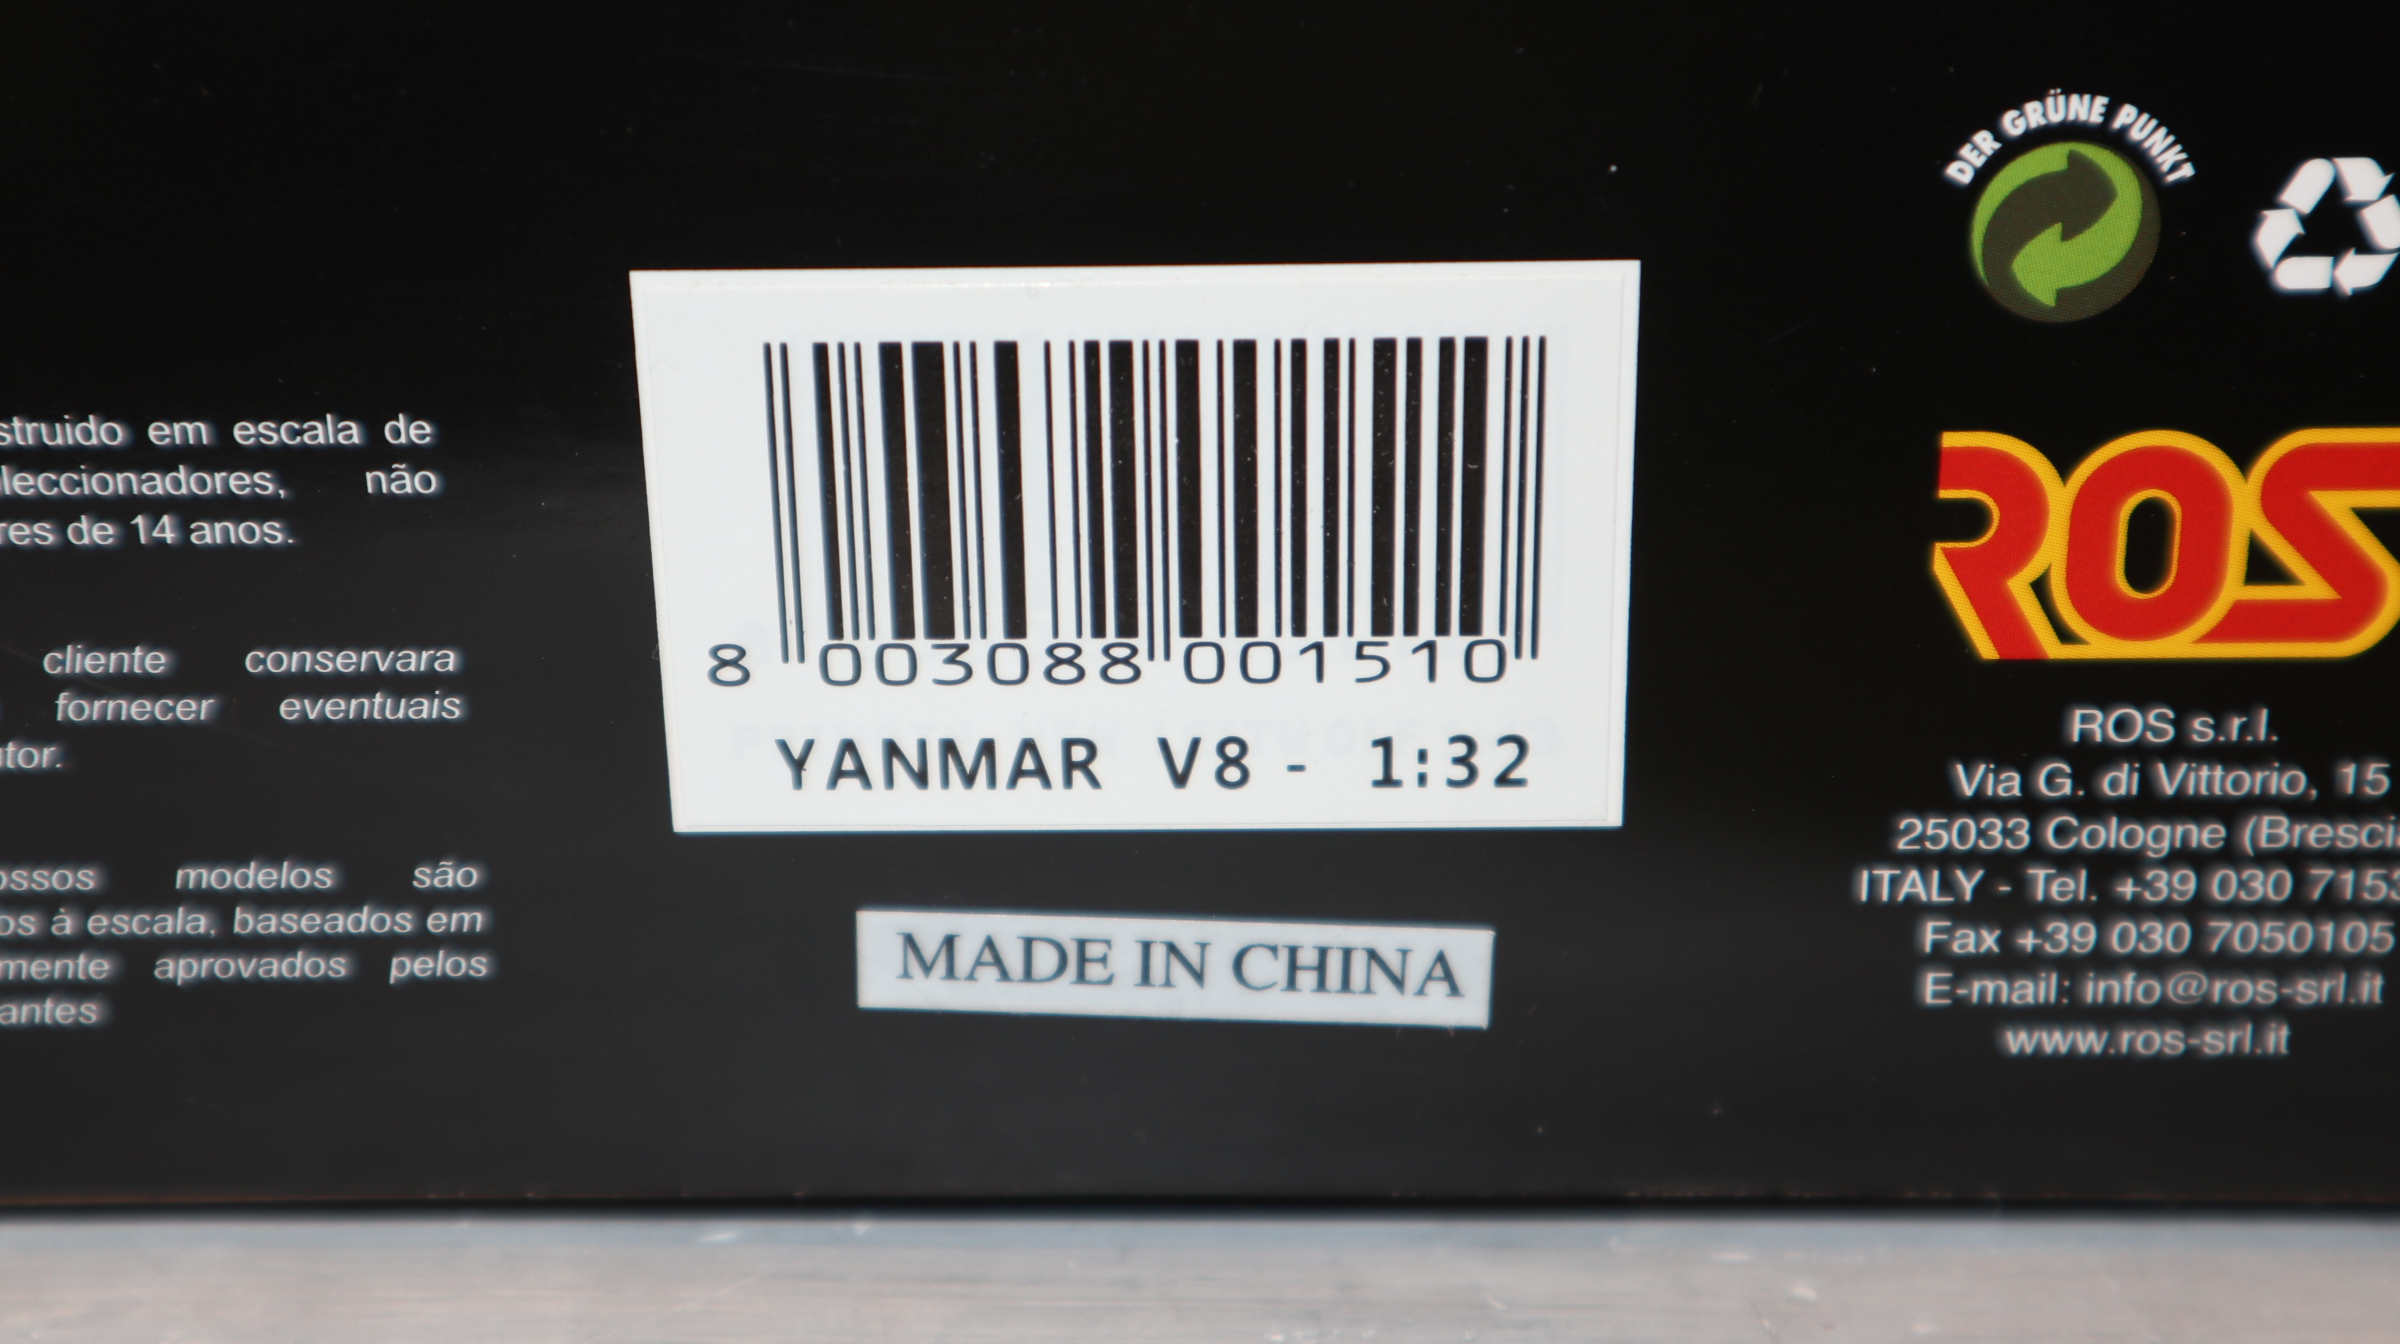 struido em escala de
leccionadores, não
res de 14 anos.
cliente conservara
fornecer eventuais
tor.
ossos modelos são
os à escala, baseados em
mente aprovados pelos
antes
8 003088 001510
YANMAR V8 - 1:32
MADE IN CHINA
DER GRÜNE PUNKT
ROS
ROS s.r.l.
Via G. di Vittorio, 15
25033 Cologne (Bresci
ITALY - Tel. +39 030 7153
Fax +39 030 7050105
E-mail: info@ros-srl.it
www.ros-srl.it